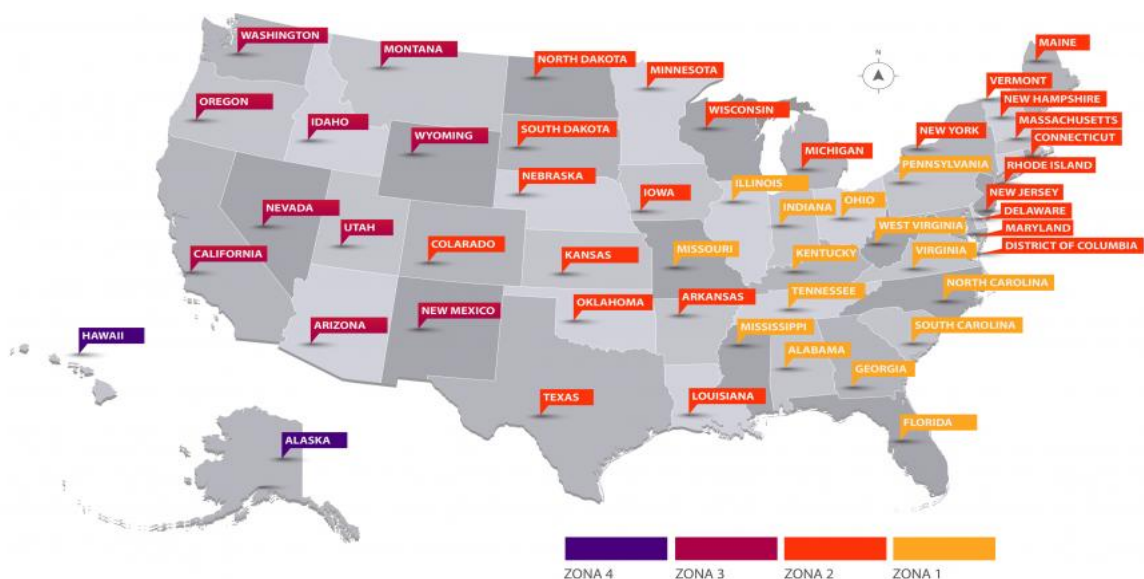 WASHINGTON
MONTANA
NORTH DAKOTA
MINNESOTA
N
MAINE
OREGON
IDAHO
WYOMING
SOUTH DAKOTA
WISCONSIN
MICHIGAN
NEW YORK
VERMONT
NEW HAMPSHIRE
MASSACHUSETTS
CONNECTICUT
RHODE ISLAND
NEW JERSEY
DELAWARE
MARYLAND
DISTRICT OF COLUMBIA
PENNSYLVANIA
NEBRASKA
IOWA
ILLINOIS
INDIANA
OHIO
WEST VIRGINIA
VIRGINIA
NEVADA
UTAH
COLARADO
KANSAS
MISSOURI
KENTUCKY
CALIFORNIA
ARIZONA
NEW MEXICO
OKLAHOMA
ARKANSAS
TENNESSEE
NORTH CAROLINA
MISSISSIPPI
ALABAMA
SOUTH CAROLINA
GEORGIA
HAWAII
TEXAS
LOUISIANA
FLORIDA
ALASKA
ZONA 4
ZONA 3
ZONA 2
ZONA 1